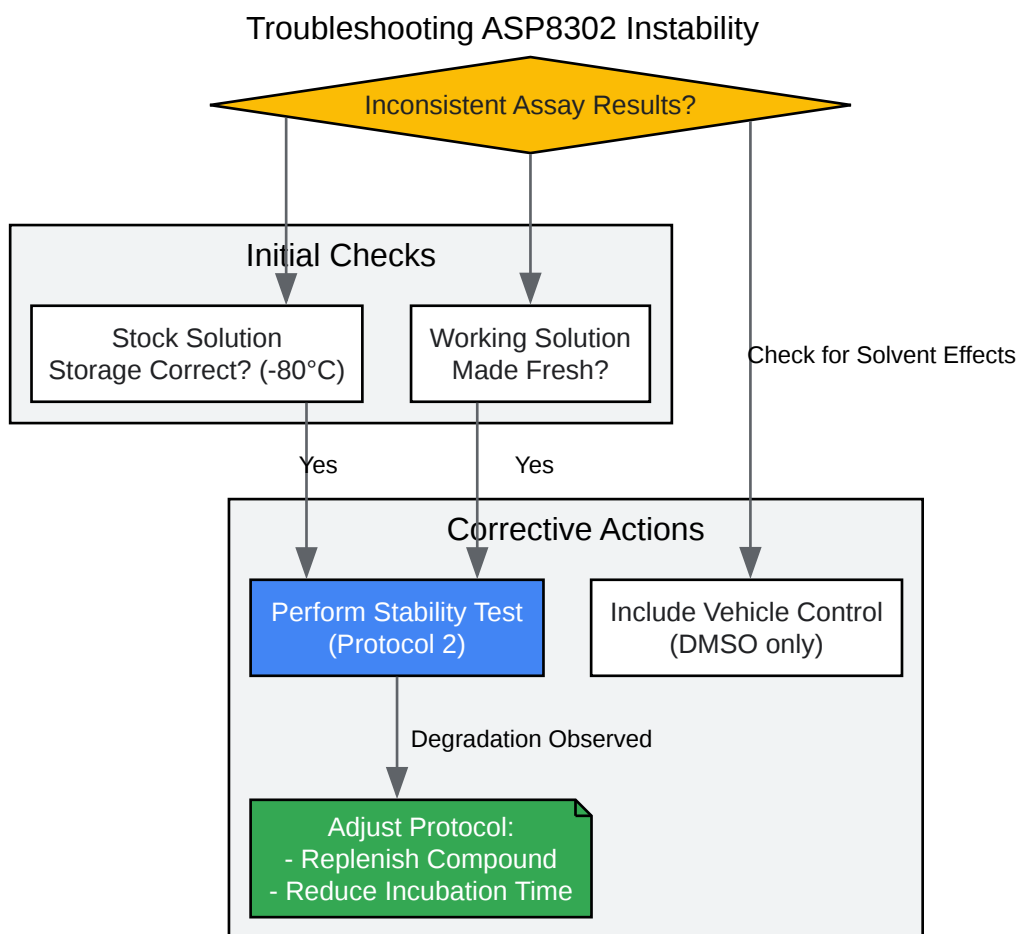 Troubleshooting ASP8302 Instability
Inconsistent Assay Results?
Initial Checks
Stock Solution
Storage Correct? (-80°C)
Working Solution
Made Fresh?
Check for Solvent Effects
Yes
Yes
Corrective Actions
Perform Stability Test
(Protocol 2)
Include Vehicle Control
(DMSO only)
Degradation Observed
Adjust Protocol:
- Replenish Compound
- Reduce Incubation Time